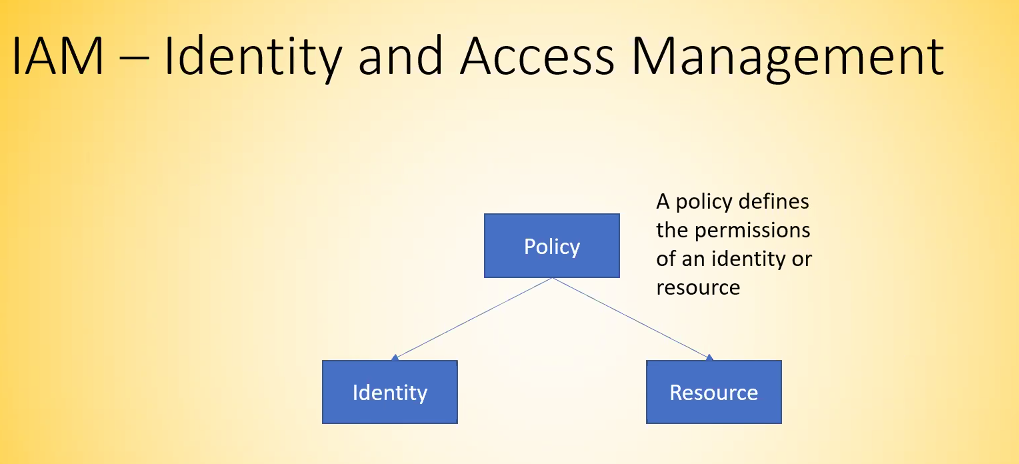 IAM – Identity and Access Management
Policy
A policy defines
the permissions
of an identity or
resource
Identity
Resource